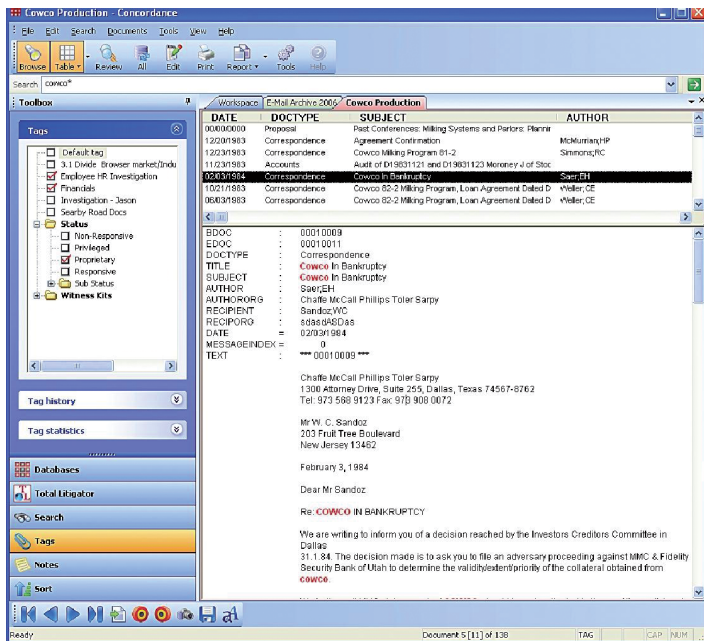 Cowco Production - Concordance
File Edit Search Documents Tools View Help
Browse Table Review All Edit Print Report Tools Help
Search cowco*
Toolbox
Workspace E-Mail Archive 2006 Cowco Production
Tags
Default tag
3.1 Divide Browser market/Indu
Employee HR Investigation
Financials
Investigation - Jason
Searby Road Docs
Status
Non-Responsive
Privileged
Proprietary
Responsive
Sub Status
Witness Kits
Tag history
Tag statistics
Databases
Total Litigator
Search
Tags
Notes
Sort
DATE DOCTYPE SUBJECT AUTHOR
00/00/0000 Proposal Past Conferences: Milking Systems and Parlors: Plannin
12/20/1983 Correspondence Agreement Confirmation McMurrian;HP
12/23/1983 Correspondence Cowco Milking Program 81-2 Simmons;RC
11/23/1983 Accounts Audit of D19831121 and D19831123 Moroney J of Stoc
02/03/1984 Correspondence Cowco In Bankruptcy Saer;EH
10/21/1983 Correspondence Cowco 82-2 Milking Program, Loan Agreement Dated D Weller;CE
06/03/1983 Correspondence Cowco 82-2 Milking Program, Loan Agreement Dated D Weller;CE
BDOC : 00010009
EDOC : 00010011
DOCTYPE : Correspondence
TITLE : Cowco In Bankruptcy
SUBJECT : Cowco In Bankruptcy
AUTHOR : Saer;EH
AUTHORORG : Chaffe McCall Phillips Toler Sarpy
RECIPIENT : Sandoz;WC
RECIPORG : sdasdASDas
DATE = 02/03/1984
MESSAGEINDEX = 0
TEXT : *** 00010009 ***
Chaffe McCall Phillips Toler Sarpy
1300 Attorney Drive, Suite 255, Dallas, Texas 74567-8762
Tel: 973 568 9123 Fax: 973 908 0072
Mr W. C. Sandoz
203 Fruit Tree Boulevard
New Jersey 13462
February 3, 1984
Dear Mr Sandoz
Re: COWCO IN BANKRUPTCY
We are writing to inform you of a decision reached by the Investors Creditors Committee in
Dallas
31.1.84. The decision made is to ask you to file an adversary proceeding against MMC & Fidelity
Security Bank of Utah to determine the validity/extent/priority of the collateral obtained from
cowco.
Ready Document 5 [11] of 138 TAG CAP NUM